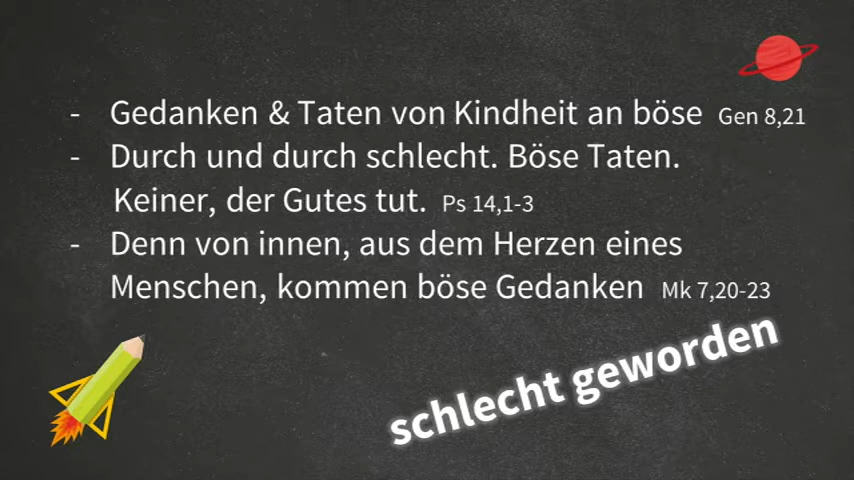 - Gedanken & Taten von Kindheit an böse Gen 8,21
- Durch und durch schlecht. Böse Taten.
Keiner, der Gutes tut. Ps 14,1-3
- Denn von innen, aus dem Herzen eines
Menschen, kommen böse Gedanken Mk 7,20-23
schlecht geworden